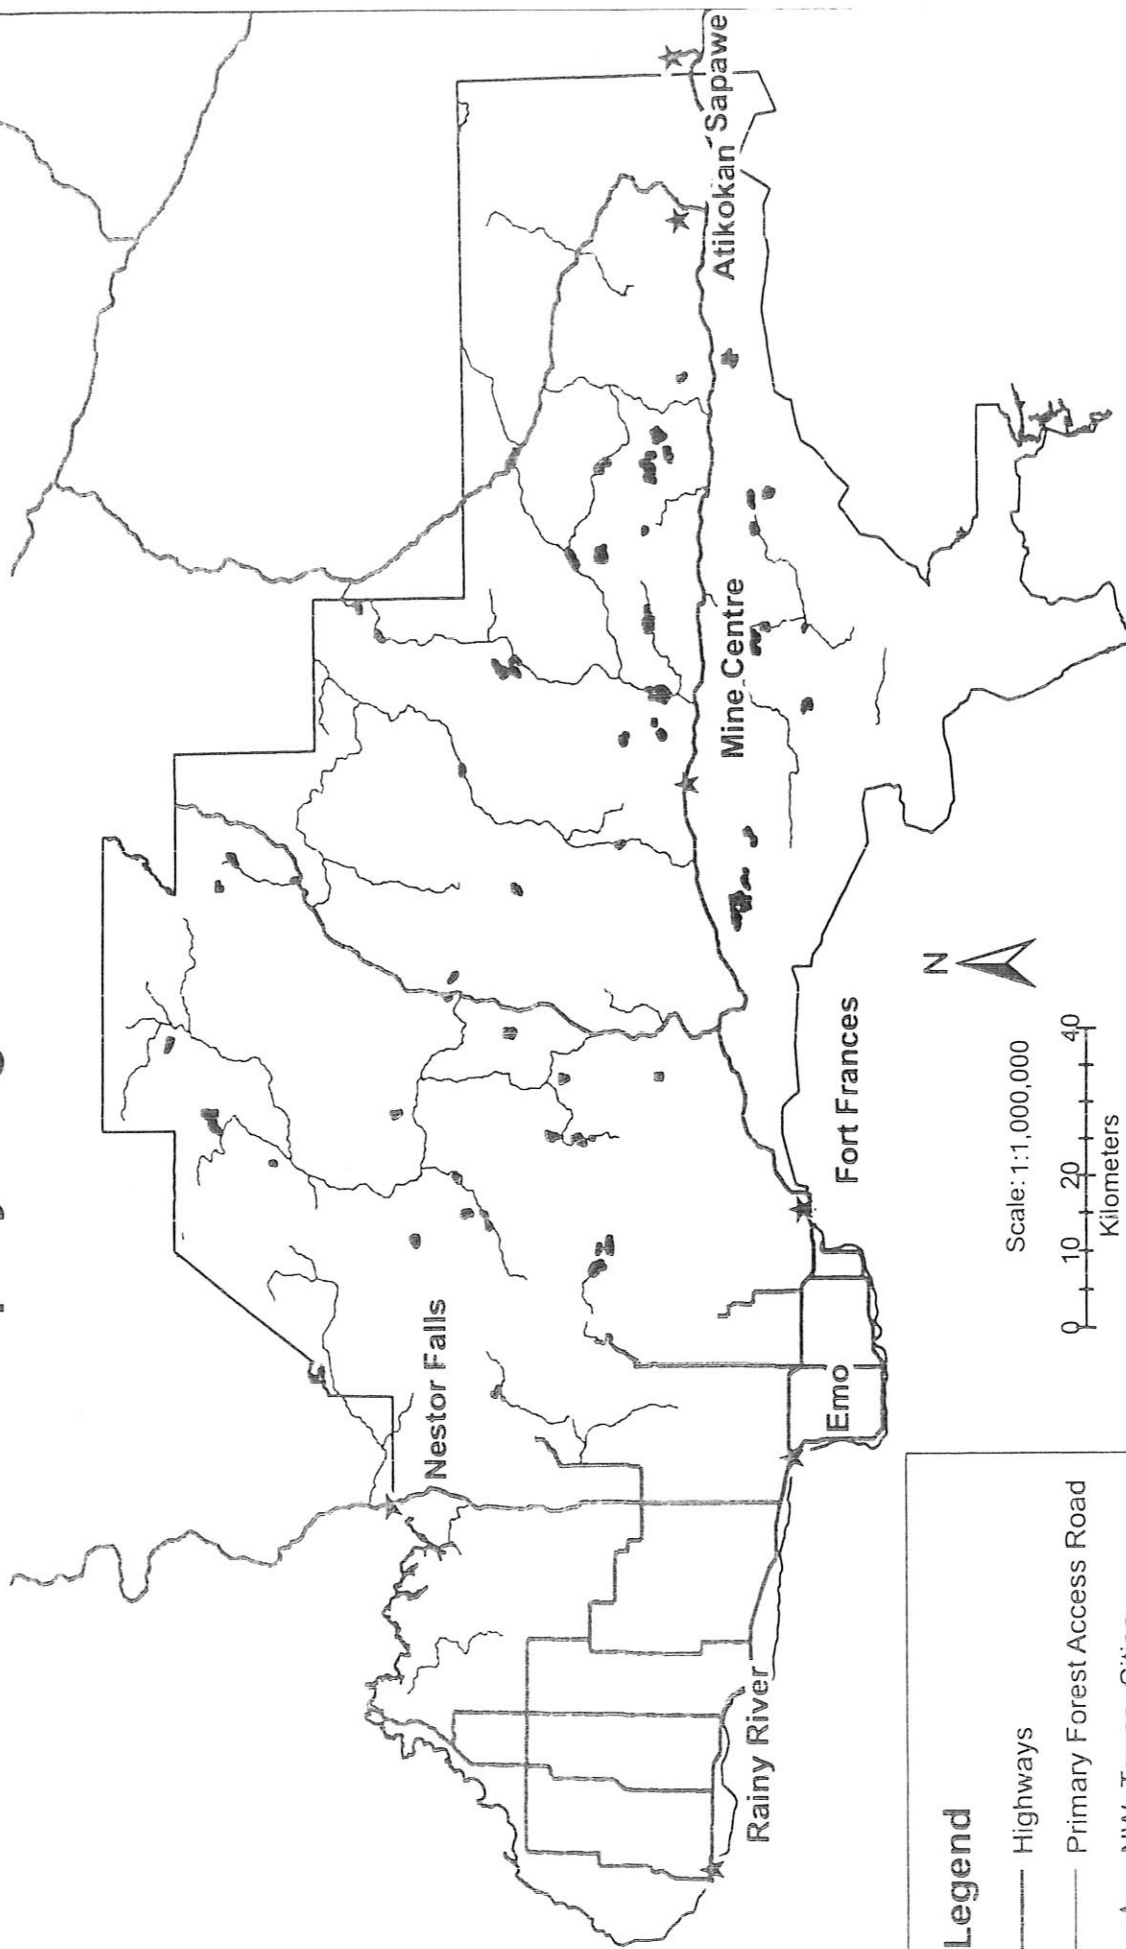 Nestor Falls
Sapawe
Atikokan
Mine Centre
Fort Frances
Emo
Rainy River
N
Scale: 1:1,000,000
0 10 20 40
Kilometers
Legend
Highways
Primary Forest Access Road